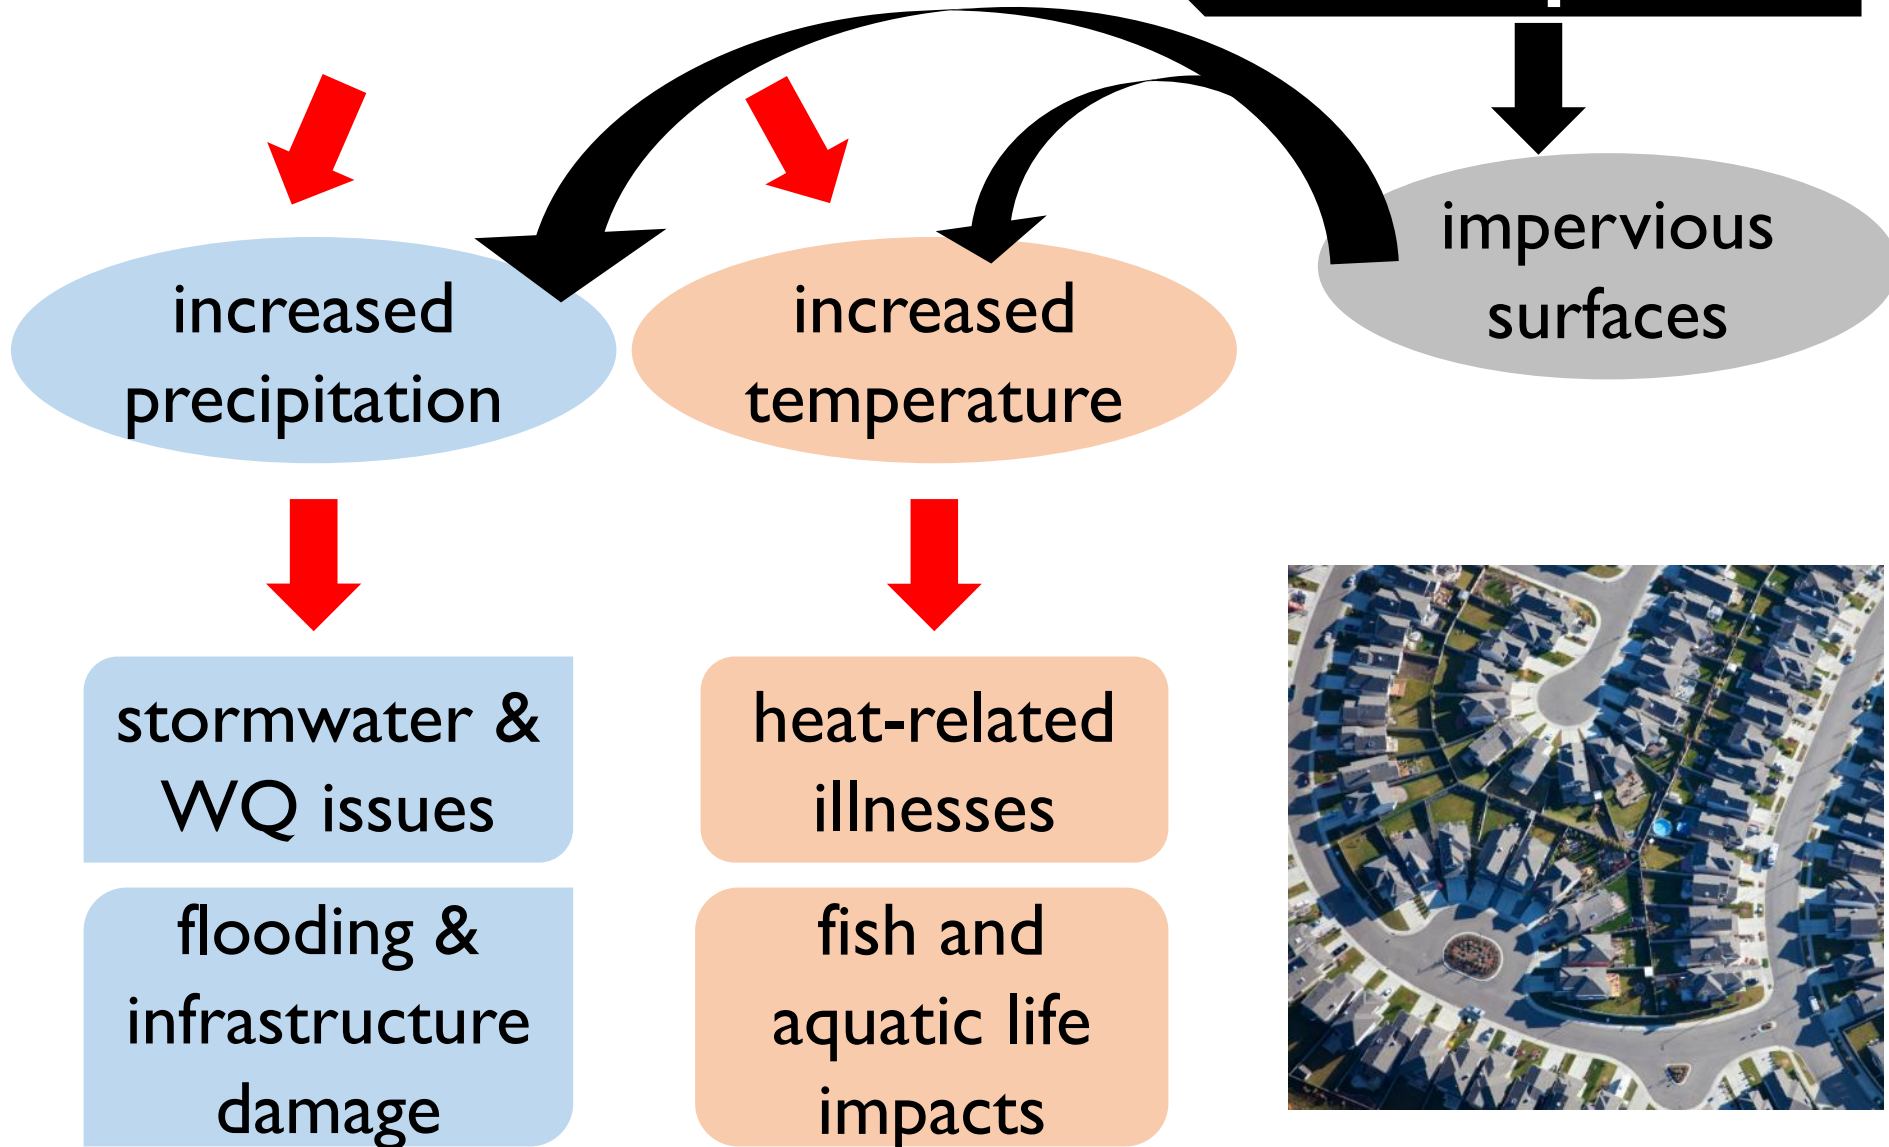 increased
precipitation
increased
temperature
impervious
surfaces
stormwater &
WQ issues
heat-related
illnesses
flooding &
infrastructure
damage
fish and
aquatic life
impacts